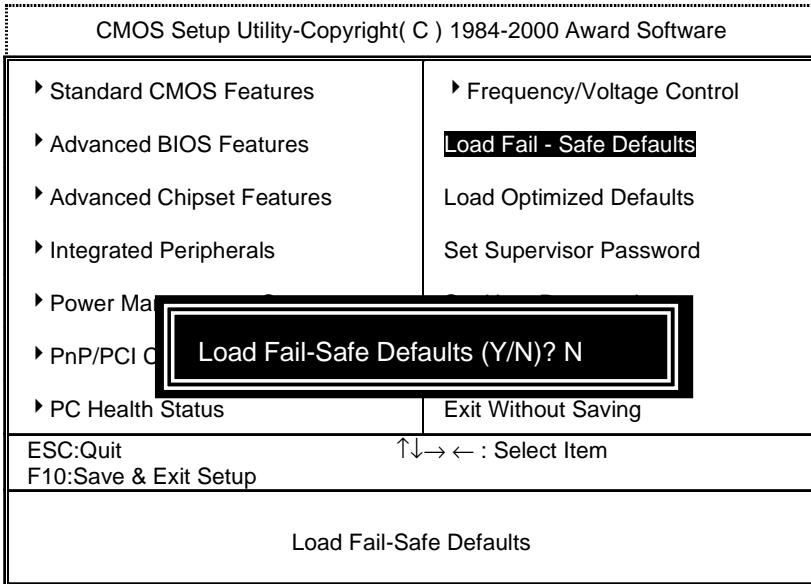 CMOS Setup Utility-Copyright( C ) 1984-2000 Award Software
Standard CMOS Features
Advanced BIOS Features
Advanced Chipset Features
Integrated Peripherals
Power
PnP/PCI
PC Health Status
Frequency/Voltage Control
Load Fail - Safe Defaults
Load Optimized Defaults
Set Supervisor Password
Exit Without Saving
Load Fail-Safe Defaults (Y/N)? N
ESC:Quit
↑↓→ ← : Select Item
F10:Save & Exit Setup
Load Fail-Safe Defaults